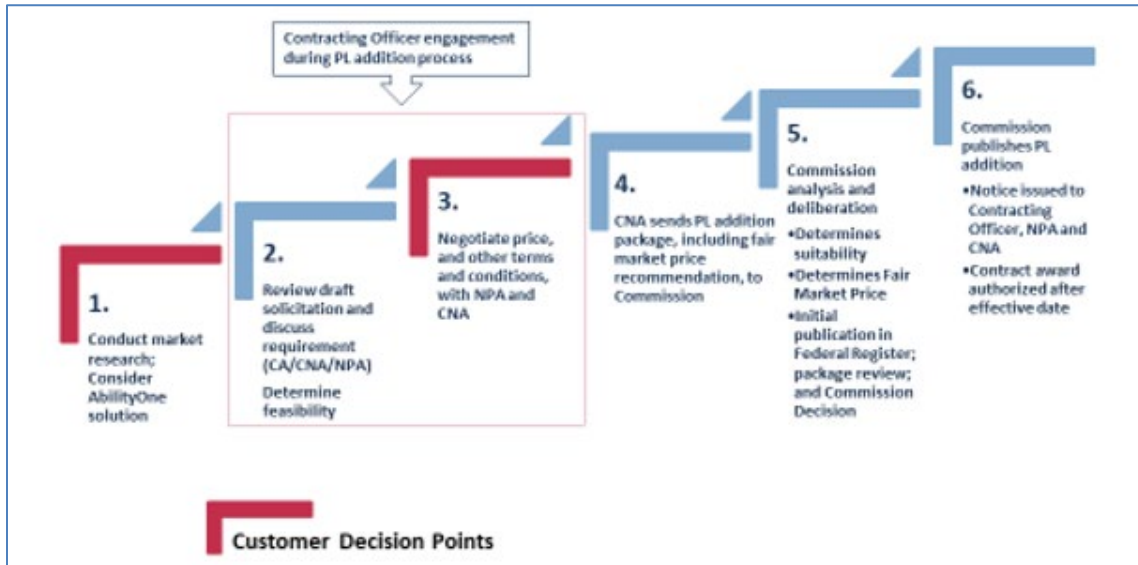 Contracting Officer engagement
during PL addition process
1.
Conduct market
research;
Consider
AbilityOne
solution
2.
Review draft
solicitation and
discuss
requirement
(CA/CNA/NPA)
Determine
feasibility
3.
Negotiate price,
and other terms
and conditions,
with NPA and
CNA
4.
CNA sends PL addition
package, including fair
market price
recommendation, to
Commission
5.
Commission
analysis and
deliberation
•Determines
suitability
•Determines Fair
Market Price
•Initial
publication in
Federal Register;
package review;
and Commission
Decision
6.
Commission
publishes PL
addition
•Notice issued to
Contracting
Officer, NPA and
CNA
•Contract award
authorized after
effective date
Customer Decision Points